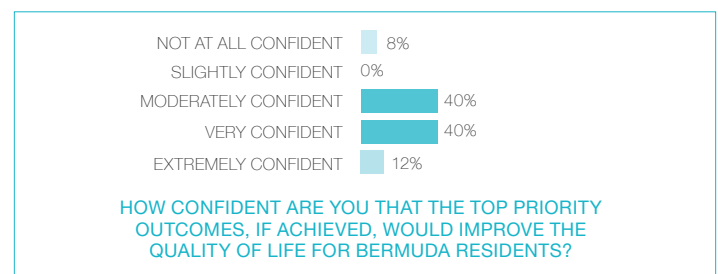 NOT AT ALL CONFIDENT 8%
SLIGHTLY CONFIDENT 0%
MODERATELY CONFIDENT 40%
VERY CONFIDENT 40%
EXTREMELY CONFIDENT 12%
HOW CONFIDENT ARE YOU THAT THE TOP PRIORITY
OUTCOMES, IF ACHIEVED, WOULD IMPROVE THE
QUALITY OF LIFE FOR BERMUDA RESIDENTS?